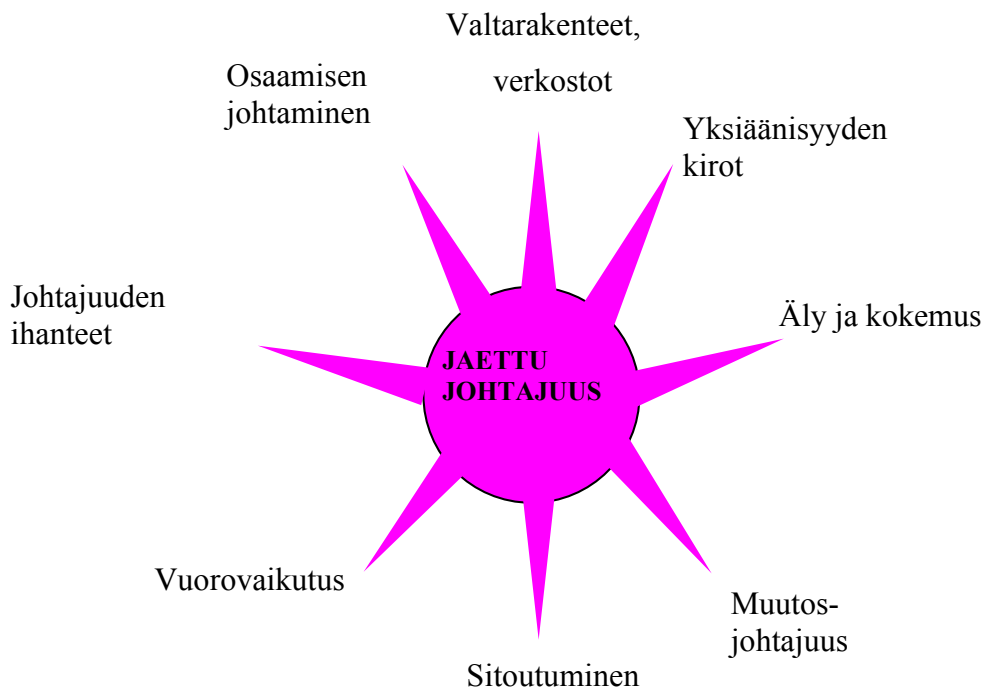 Valtarakenteet,
verkostot
Osaamisen
johtaminen
Yksiäänisyyden
kirot
Johtajuuden
ihanteet
Äly ja kokemus
JAETTU
JOHTAJUUS
Vuorovaikutus
Muutos-
johtajuus
Sitoutuminen